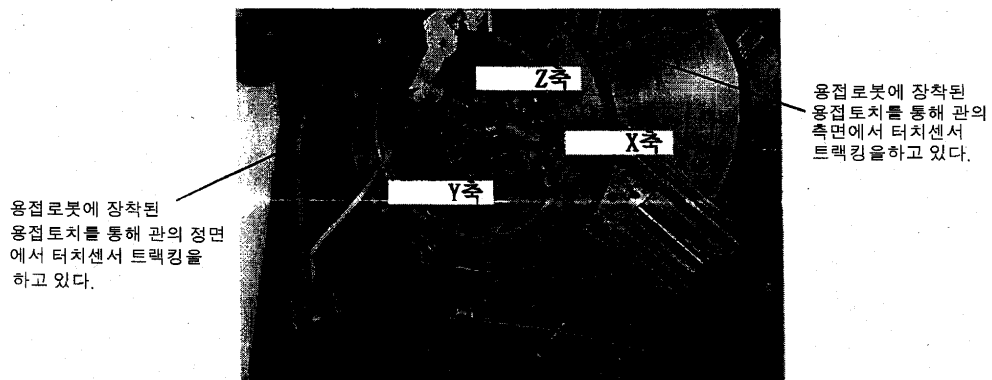 Z축
X축
Y축
용접로봇에 장착된
용접토치를 통해 관의
측면에서 터치센서
트랙킹을하고 있다.
용접로봇에 장착된
용접토치를 통해 관의 정면
에서 터치센서 트랙킹을
하고 있다.